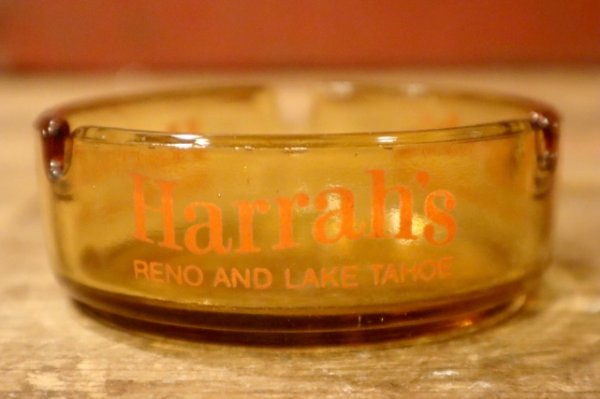 Harrah's
RENO AND LAKE TAHOE